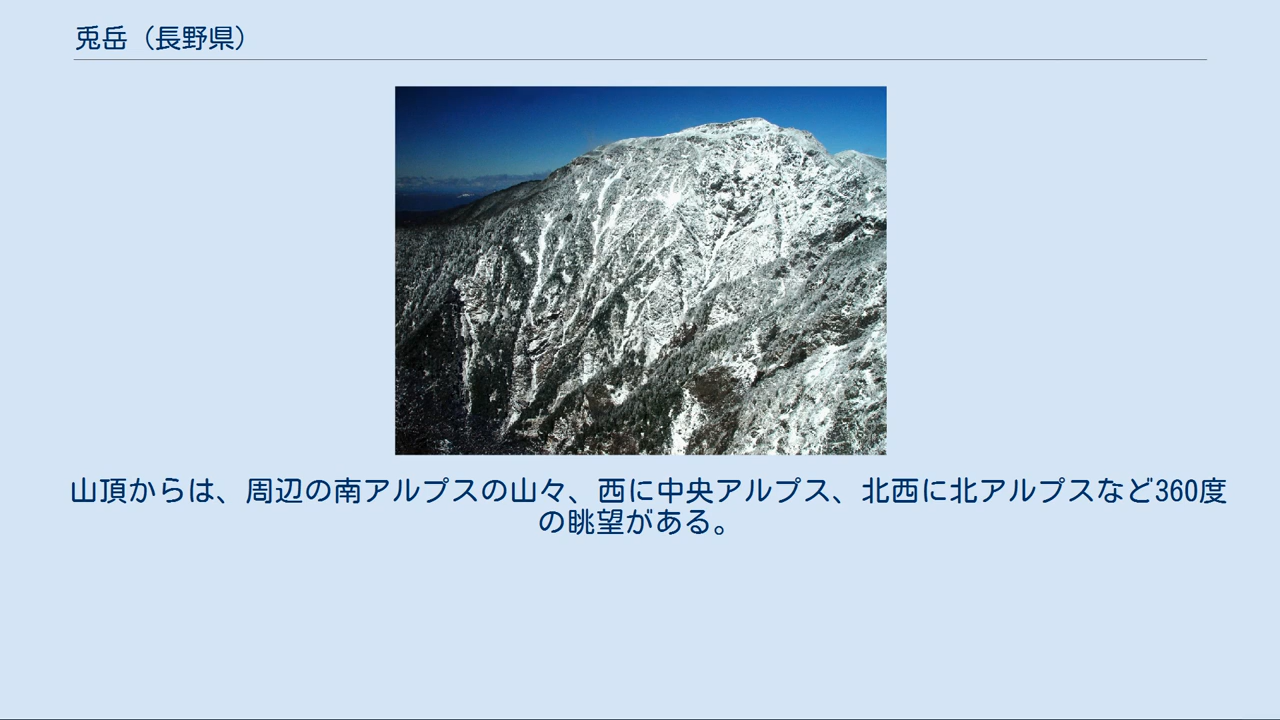 兎岳（長野県）
山頂からは、周辺の南アルプスの山々、西に中央アルプス、北西に北アルプスなど360度
の眺望がある。